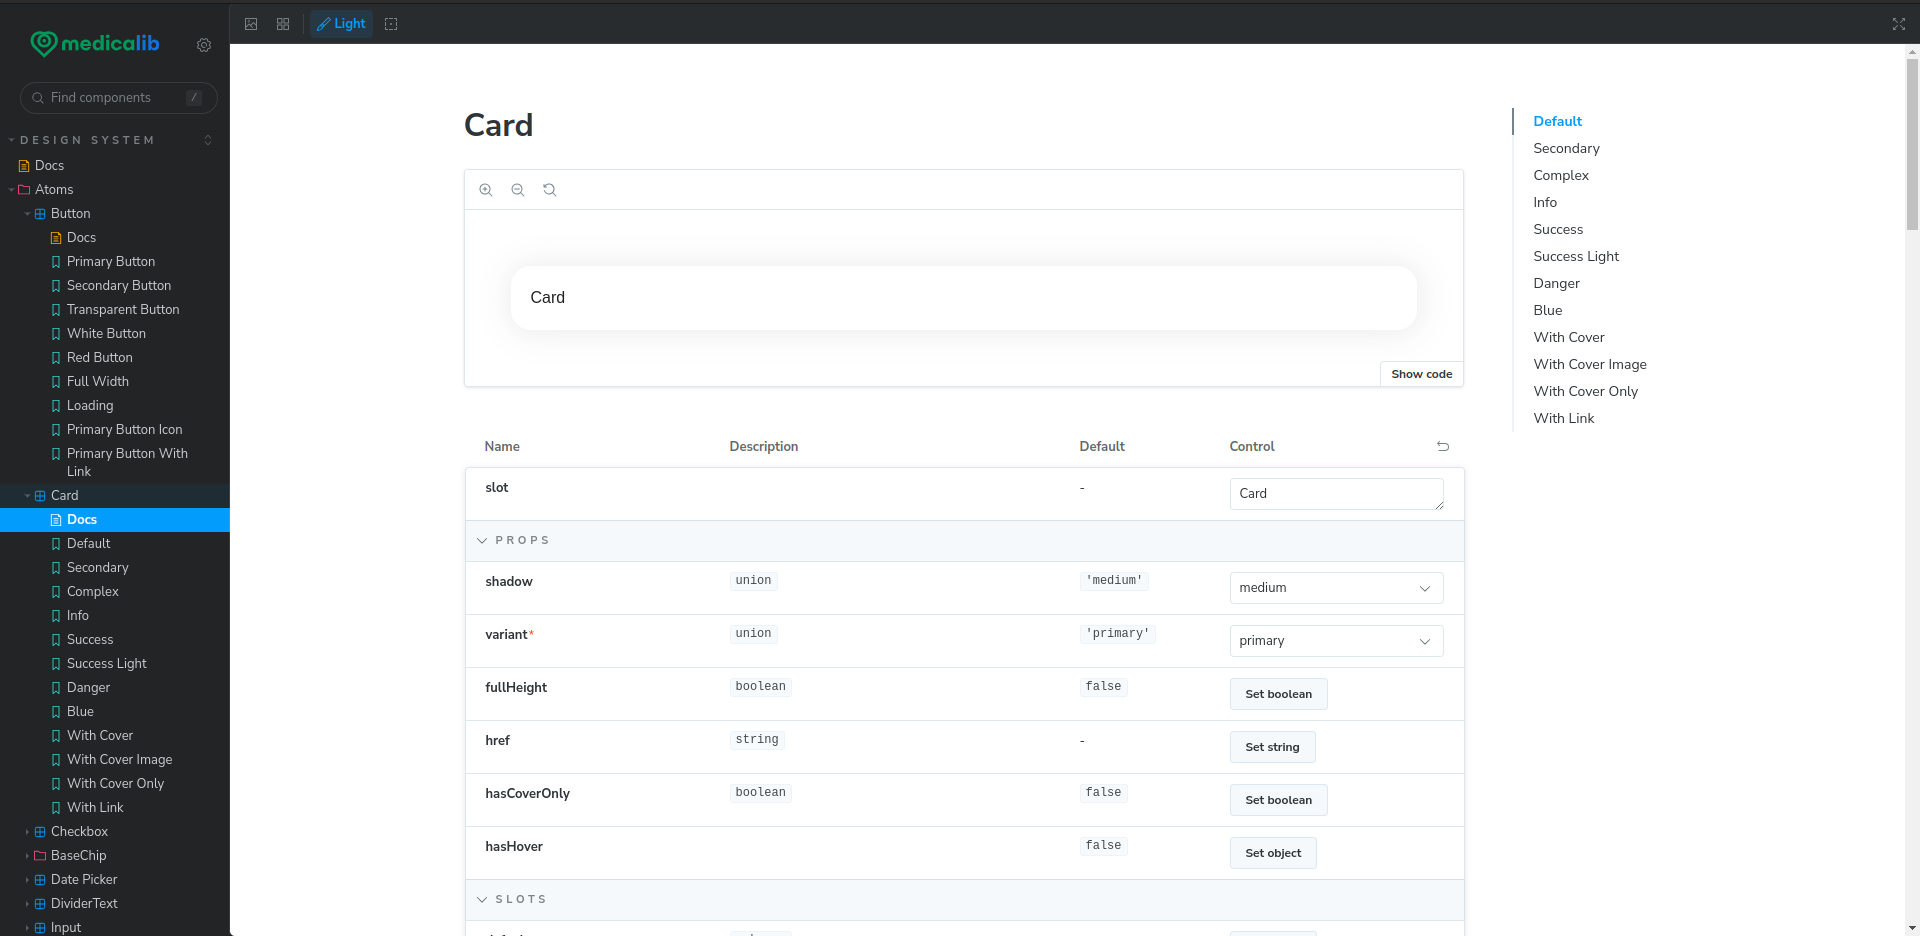 medicalib
Find components
/
DESIGN SYSTEM
Docs
Atoms
Button
Docs
Primary Button
Secondary Button
Transparent Button
White Button
Red Button
Full Width
Loading
Primary Button Icon
Primary Button With
Link
Card
Docs
Default
Secondary
Complex
Info
Success
Success Light
Danger
Blue
With Cover
With Cover Image
With Cover Only
With Link
Checkbox
BaseChip
Date Picker
DividerText
Input
Light
Card
Card
Show code
Name Description Default Control
slot - Card
PROPS
shadow union 'medium' medium
variant* union 'primary' primary
fullHeight boolean false Set boolean
href string - Set string
hasCoverOnly boolean false Set boolean
hasHover false Set object
SLOTS
Default
Secondary
Complex
Info
Success
Success Light
Danger
Blue
With Cover
With Cover Image
With Cover Only
With Link